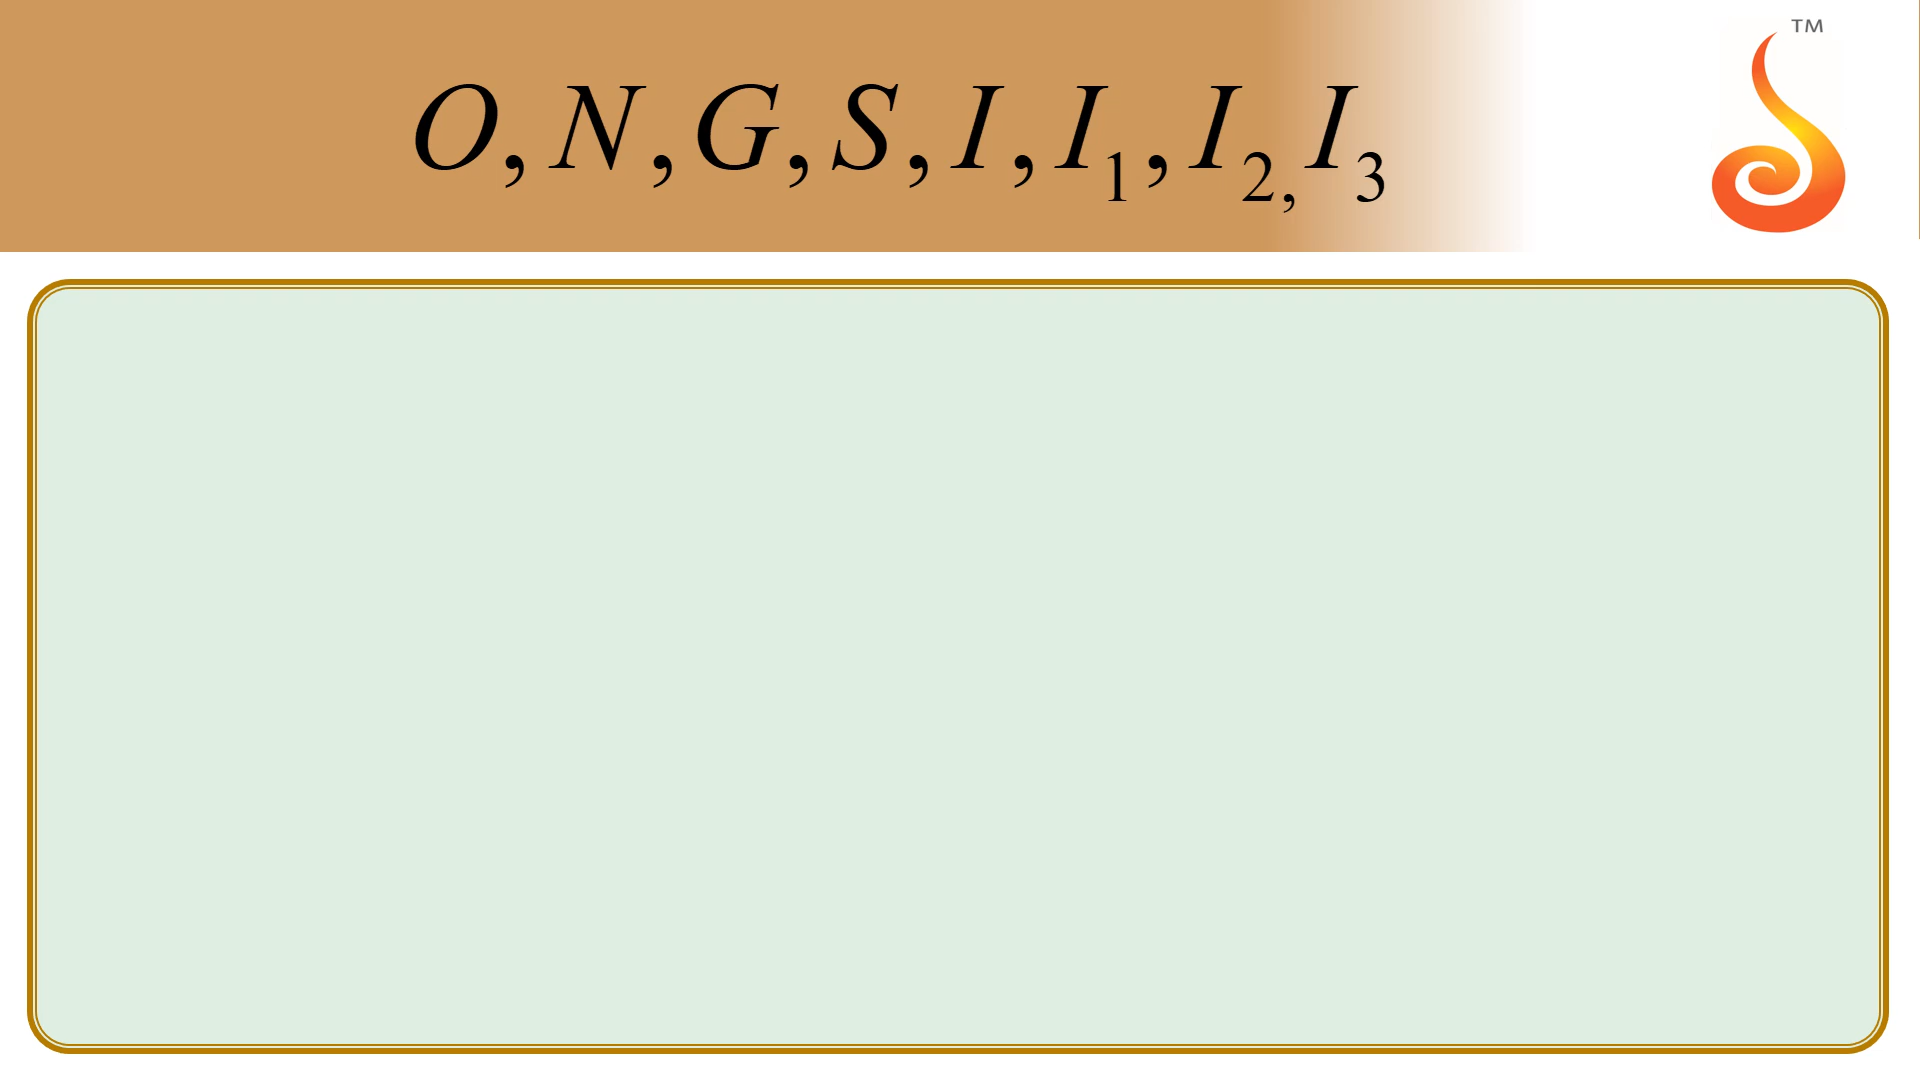 O, N, G, S, I, I₁, I₂, I₃
TM